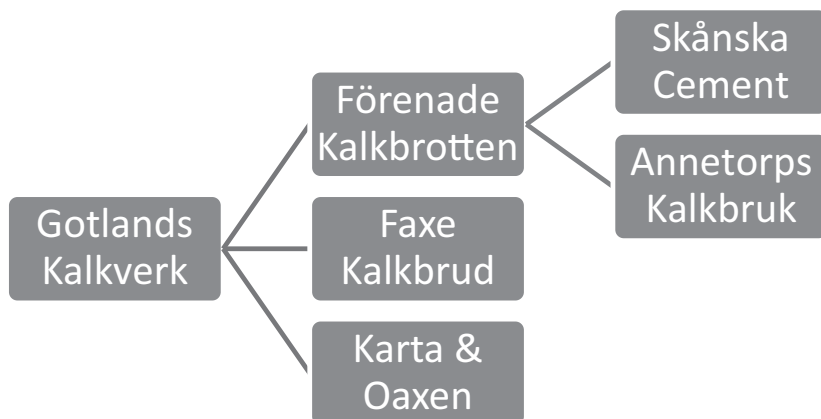 Gotlands
Kalkverk
Förenade
Kalkbrotten
Faxe
Kalkbrud
Karta &
Oaxen
Skånska
Cement
Annetorps
Kalkbruk